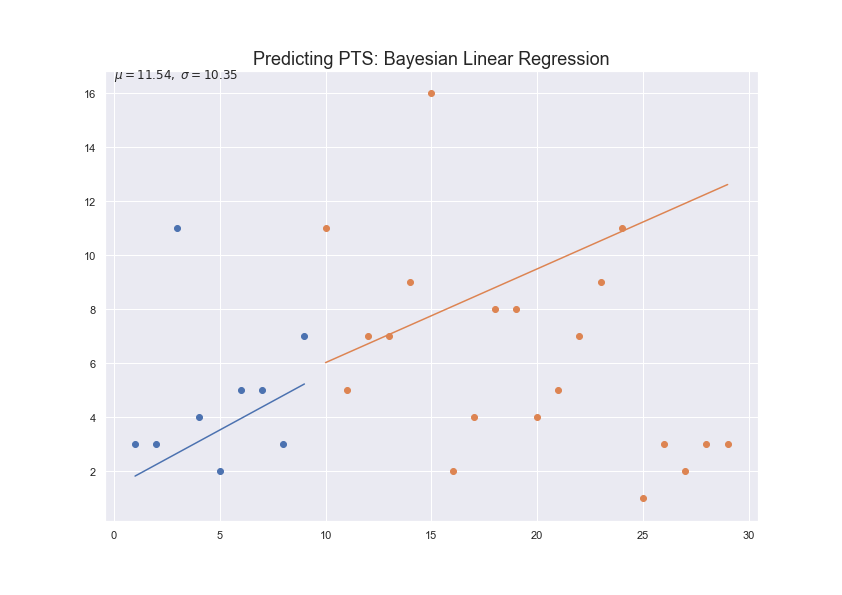 Predicting PTS: Bayesian Linear Regression
μ = 11.54, σ = 10.35
16
14
12
10
8
6
4
2
0 5 10 15 20 25 30